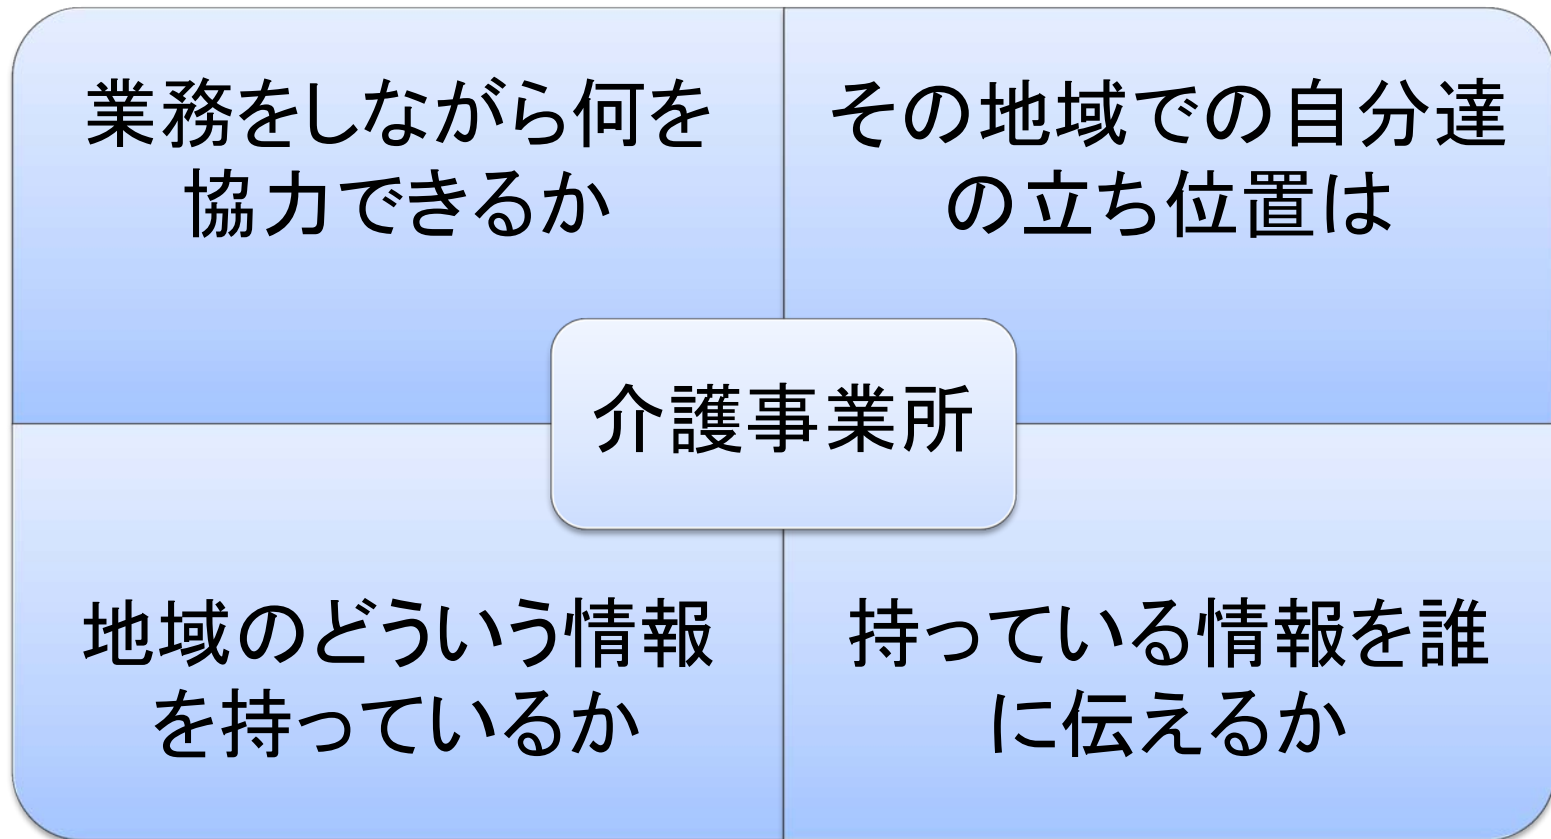 業務をしながら何を
協力できるか
その地域での自分達
の立ち位置は
介護事業所
地域のどういう情報
を持っているか
持っている情報を誰
に伝えるか